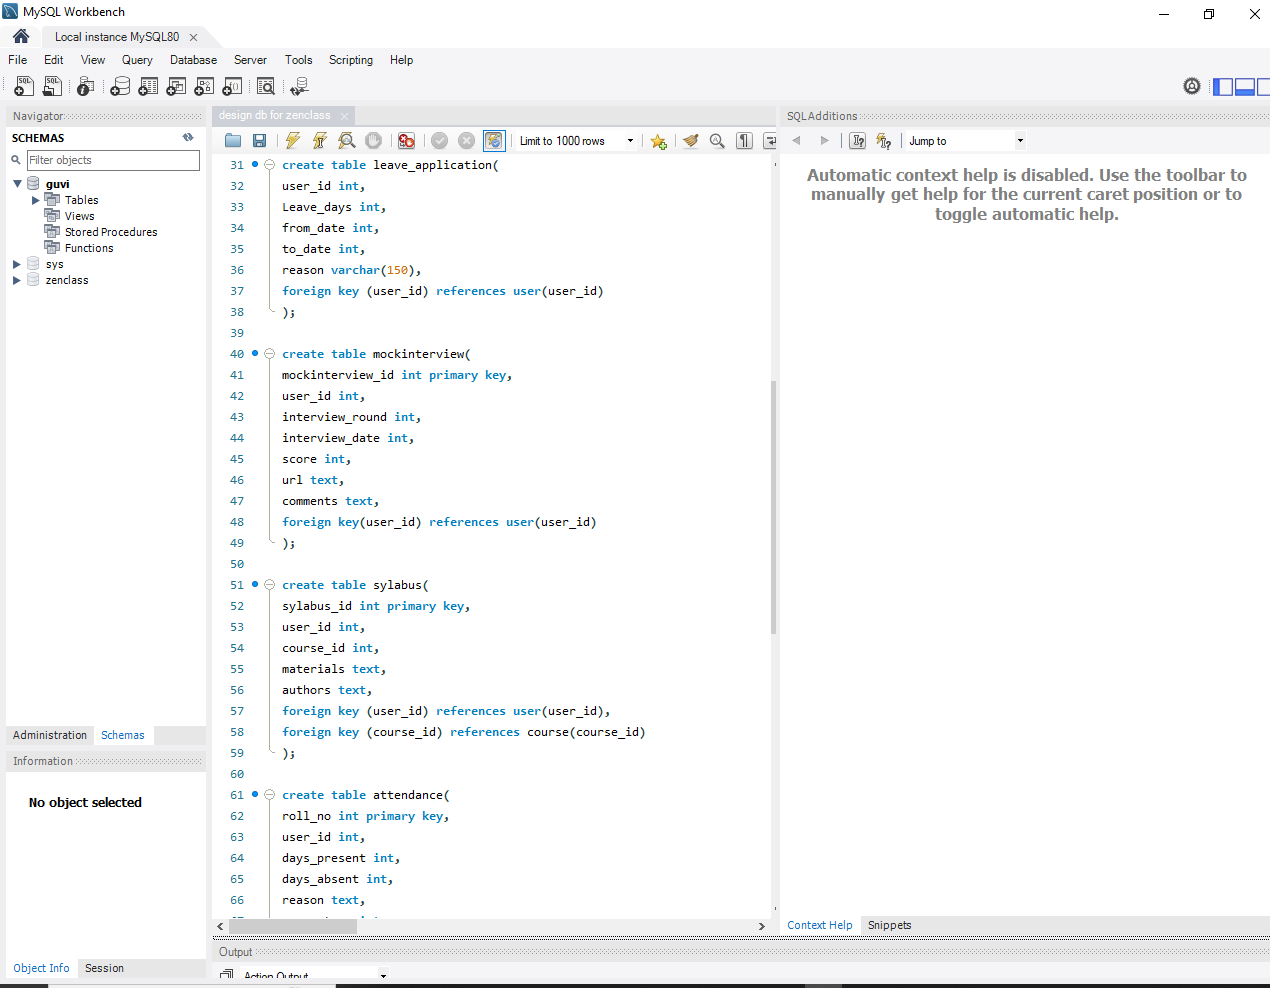 MySQL Workbench
Local instance MySQL80
File Edit View Query Database Server Tools Scripting Help
Navigator
SCHEMAS
Filter objects
guvi
Tables
Views
Stored Procedures
Functions
sys
zenclass
Administration Schemas
Information
No object selected
Object Info Session
design db for zenclass
Limit to 1000 rows
31 create table leave_application(
32 user_id int,
33 Leave_days int,
34 from_date int,
35 to_date int,
36 reason varchar(150),
37 foreign key (user_id) references user(user_id)
38 );
39
40 create table mockinterview(
41 mockinterview_id int primary key,
42 user_id int,
43 interview_round int,
44 interview_date int,
45 score int,
46 url text,
47 comments text,
48 foreign key(user_id) references user(user_id)
49 );
50
51 create table sylabus(
52 sylabus_id int primary key,
53 user_id int,
54 course_id int,
55 materials text,
56 authors text,
57 foreign key (user_id) references user(user_id),
58 foreign key (course_id) references course(course_id)
59 );
60
61 create table attendance(
62 roll_no int primary key,
63 user_id int,
64 days_present int,
65 days_absent int,
66 reason text,
SQLAdditions
Jump to
Automatic context help is disabled. Use the toolbar to
manually get help for the current caret position or to
toggle automatic help.
Context Help Snippets
Output
Action Output